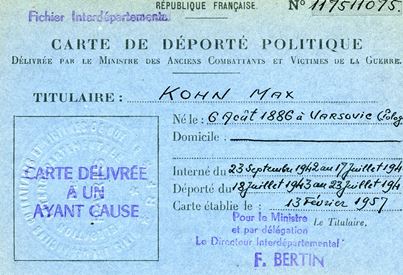 RÉPUBLIQUE FRANÇAISE.
Nº 117511075.
Fichier Interdépartemental
CARTE DE DÉPORTÉ POLITIQUE
DÉLIVRÉE PAR LE MINISTRE DES ANCIENS COMBATTANTS ET VICTIMES DE LA GUERRE.
TITULAIRE : KOHN MAX
Né le : 6 Août 1886 à VARSOVIE
Domicile :
Interné du 23 Septembre 1942 au 17 Juillet 194
Déporté du 18 Juillet 1943 au 23 Juillet 194
Carte établie le : 13 Février 1957
CARTE DÉLIVRÉE
À UN
AYANT CAUSE
Pour le Ministre
et par délégation
Le Titulaire,
Le Directeur Interdépartemental
F. BERTIN